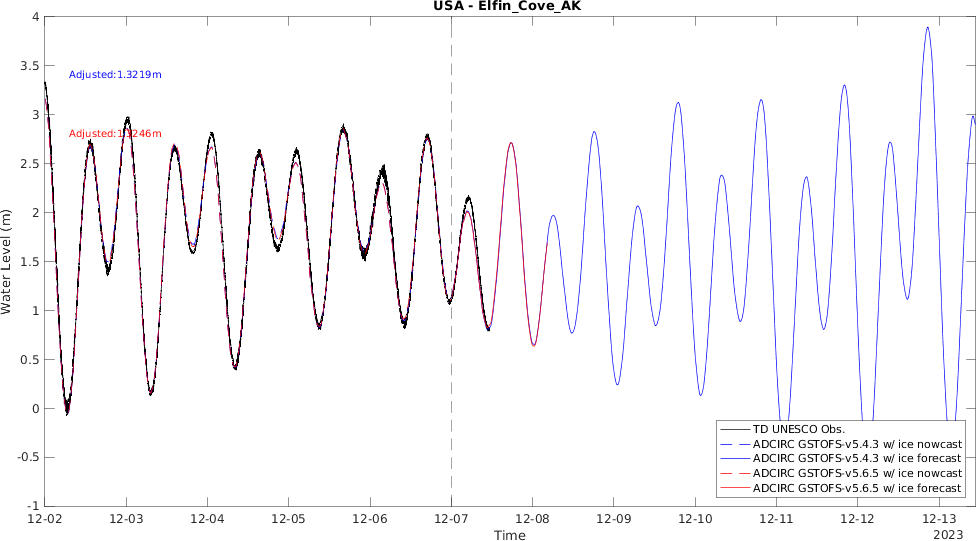 USA - Elfin_Cove_AK
4
3.5
3
2.5
2
1.5
1
0.5
0
-0.5
-1
Water Level (m)
Adjusted:1.3219m
Adjusted:1.3246m
TD UNESCO Obs.
ADCIRC GSTOFS-v5.4.3 w/ ice nowcast
ADCIRC GSTOFS-v5.4.3 w/ ice forecast
ADCIRC GSTOFS-v5.6.5 w/ ice nowcast
ADCIRC GSTOFS-v5.6.5 w/ ice forecast
12-02 12-03 12-04 12-05 12-06 12-07 12-08 12-09 12-10 12-11 12-12 12-13
Time
2023